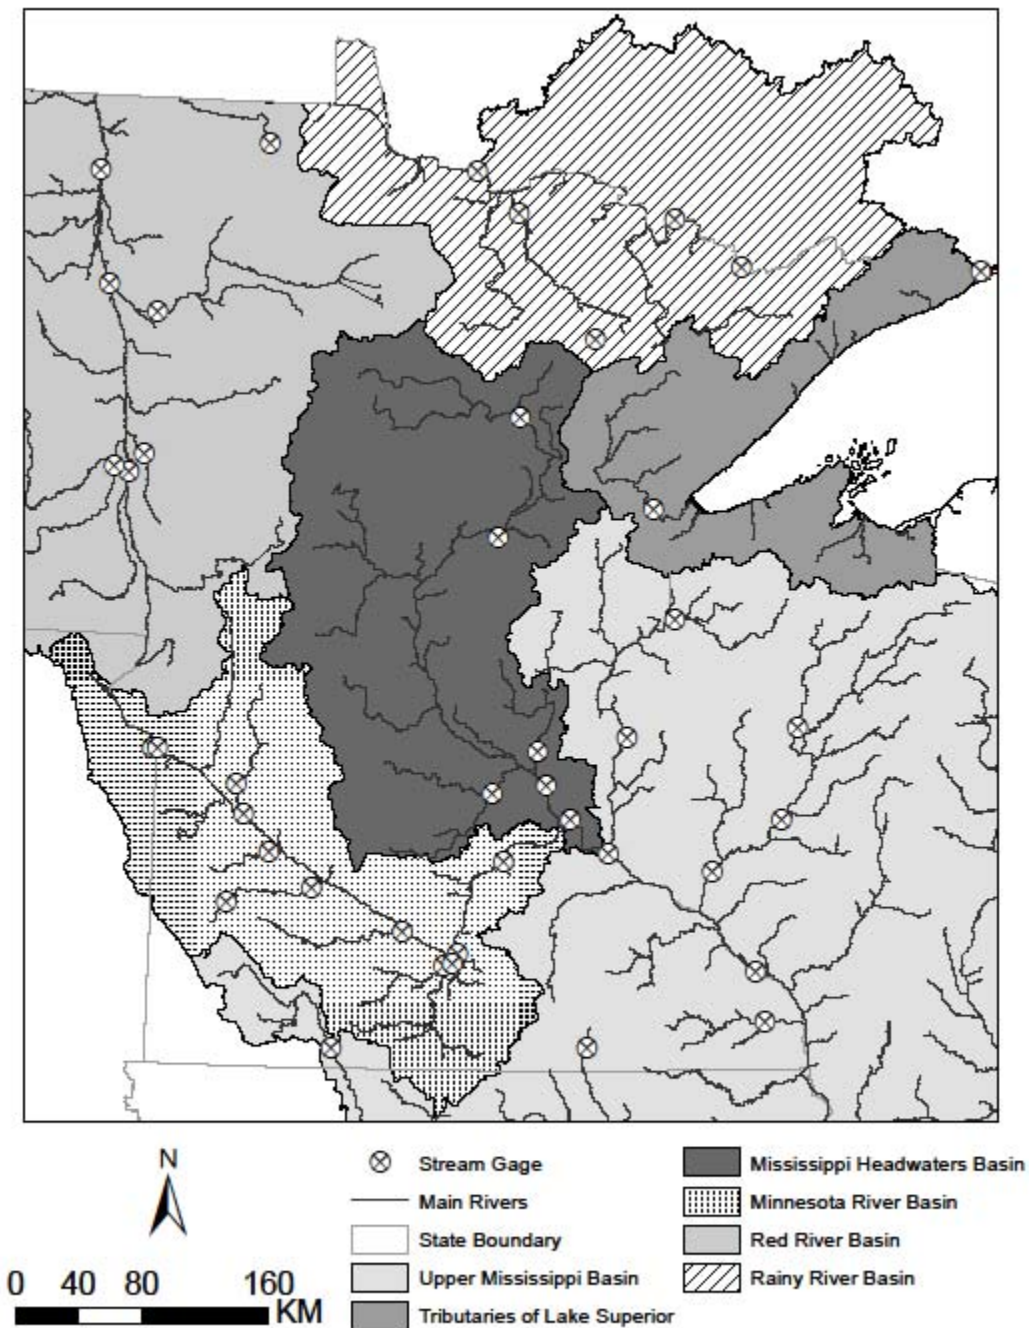 N
0 40 80 160
KM
Stream Gage
Main Rivers
State Boundary
Upper Mississippi Basin
Tributaries of Lake Superior
Mississippi Headwaters Basin
Minnesota River Basin
Red River Basin
Rainy River Basin